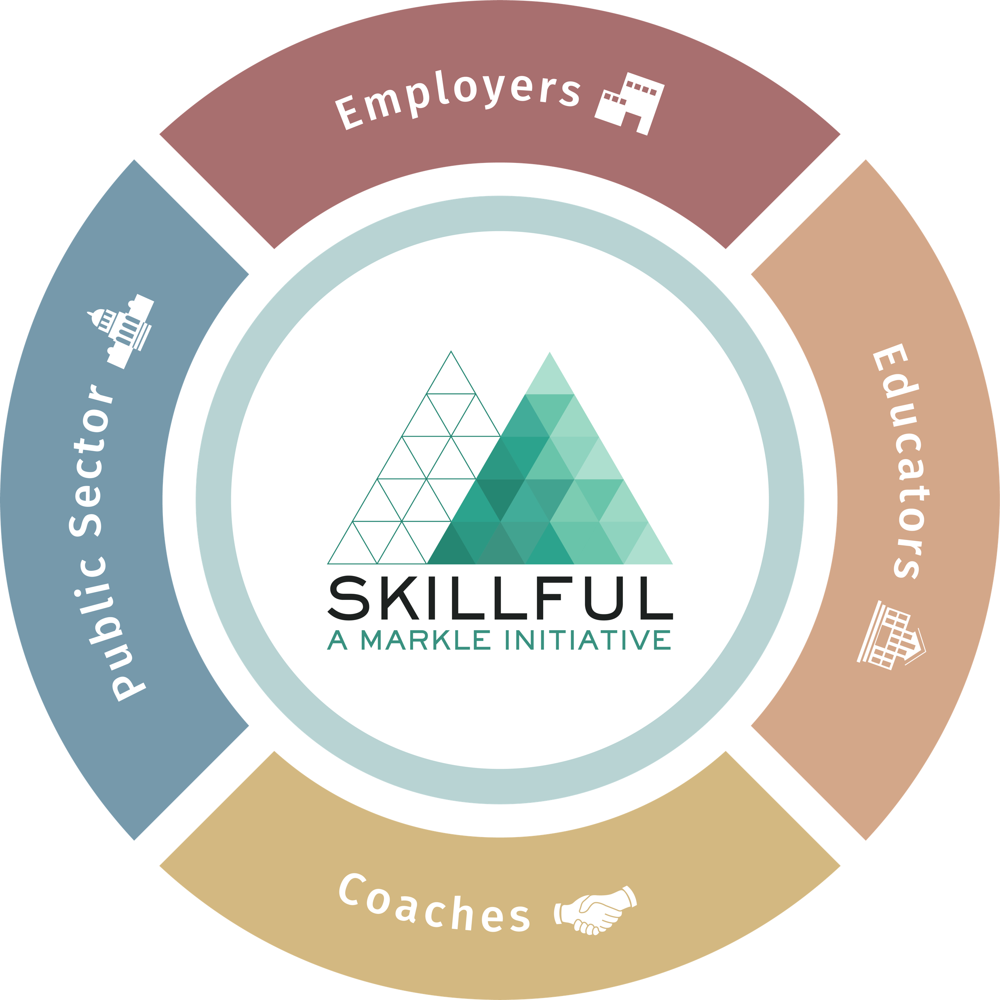 Employers
Public Sector
Educators
SKILLFUL
A MARKLE INITIATIVE
Coaches